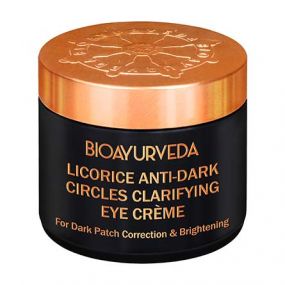 BIOAYURVEDA
LICORICE ANTI-DARK
CIRCLES CLARIFYING
EYE CRÈME
For Dark Patch Correction & Brightening